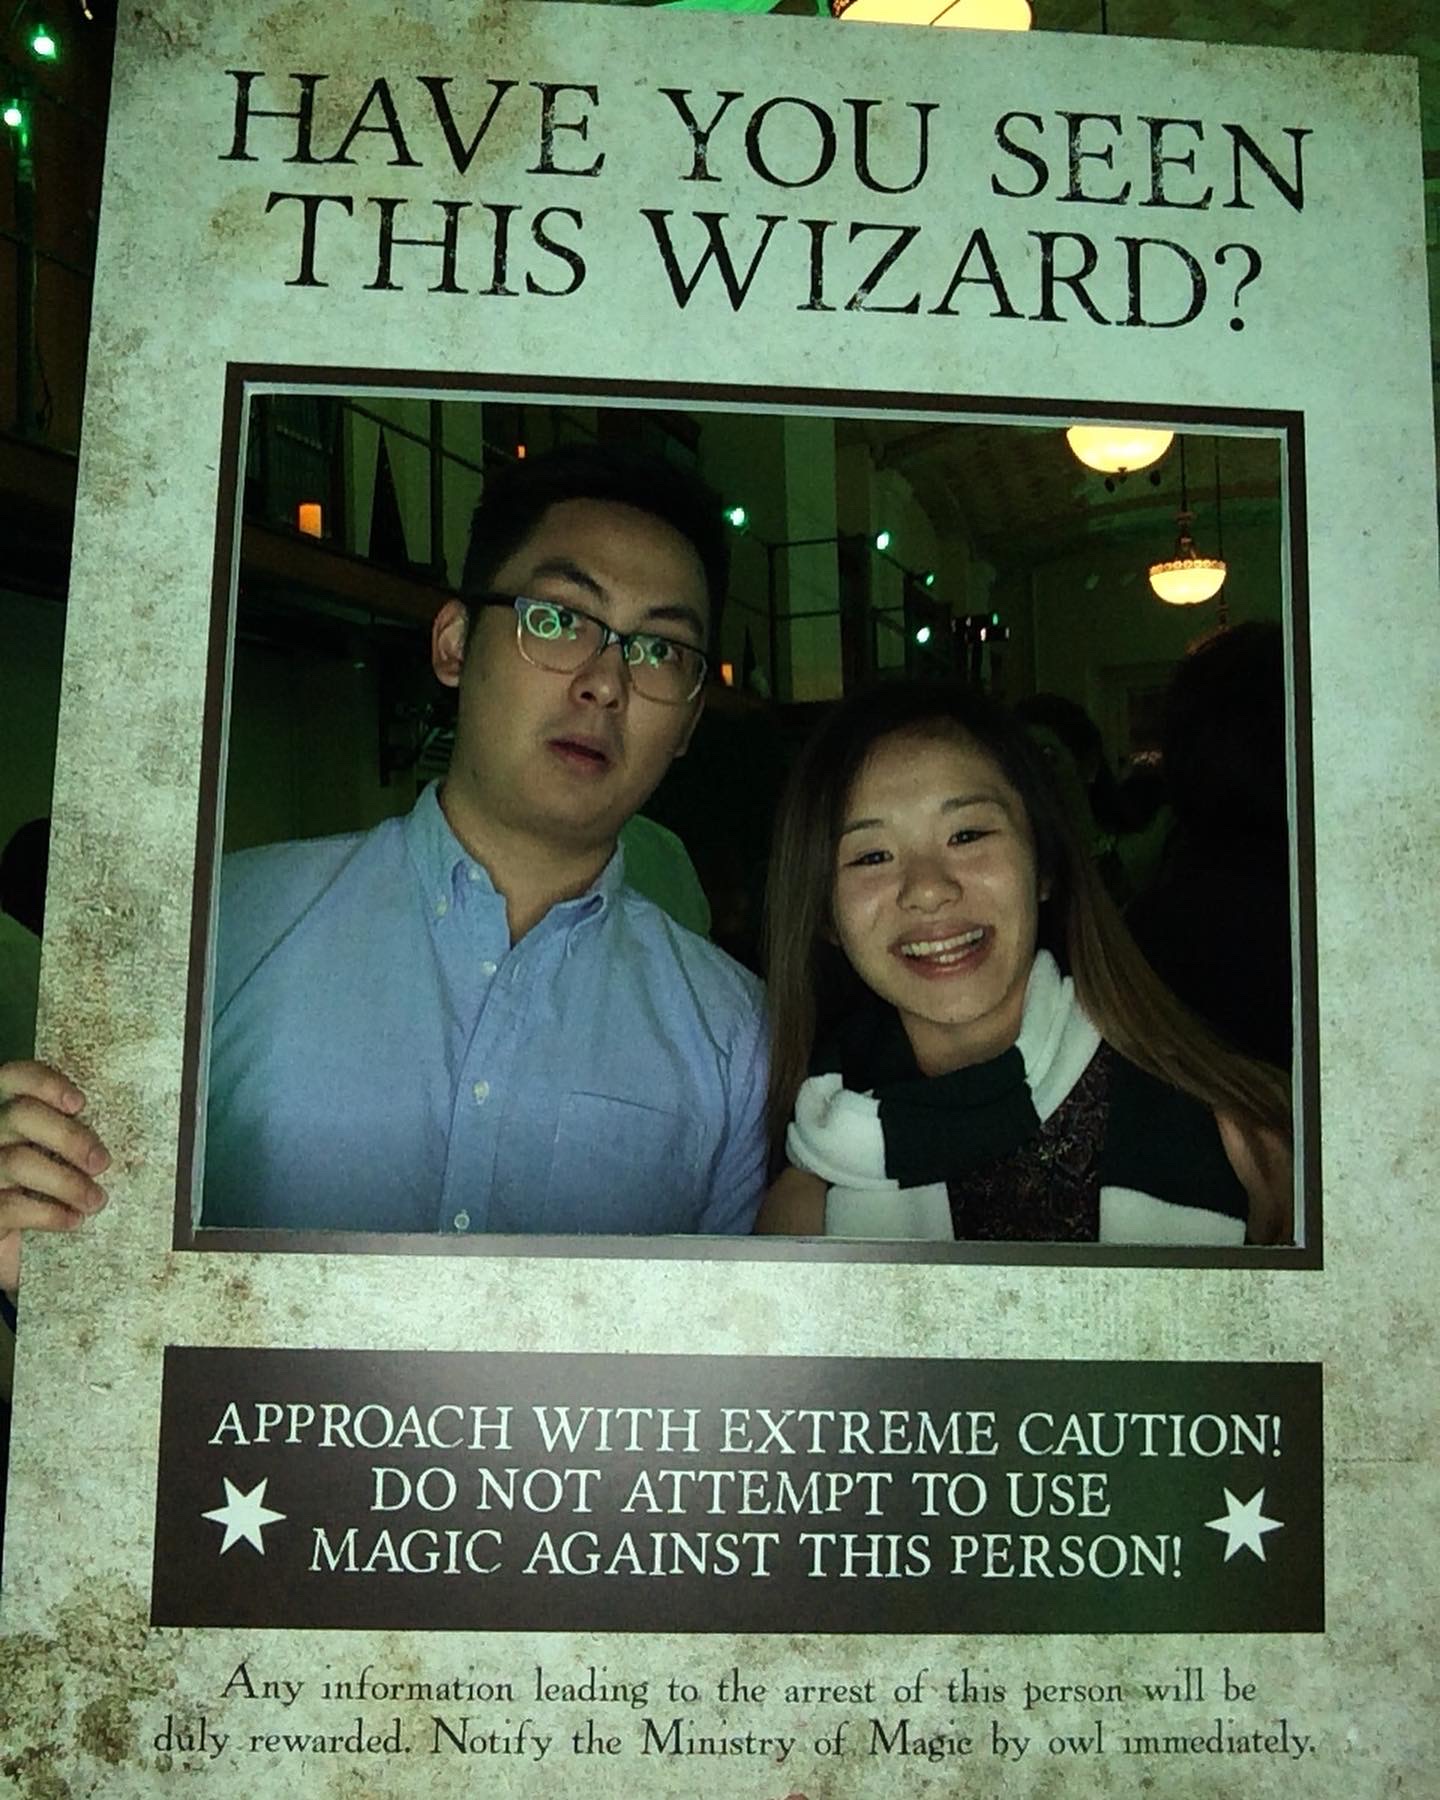 HAVE YOU SEEN
THIS WIZARD?
APPROACH WITH EXTREME CAUTION!
DO NOT ATTEMPT TO USE
MAGIC AGAINST THIS PERSON!
Any information leading to the arrest of this person will be
duly rewarded. Notify the Ministry of Magic by owl immediately.